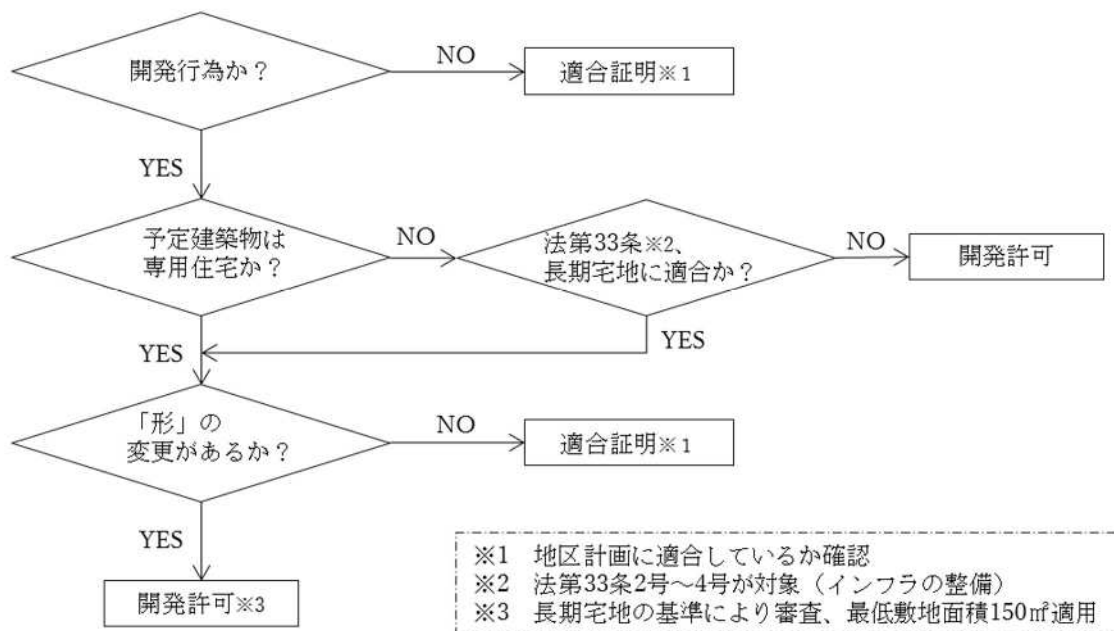 開発行為か？
NO
適合証明※1
YES
予定建築物は
専用住宅か？
NO
法第33条※2、
長期宅地に適合か？
NO
開発許可
YES
YES
「形」の
変更があるか？
NO
適合証明※1
YES
開発許可※3
※1　地区計画に適合しているか確認
※2　法第33条2号～4号が対象（インフラの整備）
※3　長期宅地の基準により審査、最低敷地面積150㎡適用